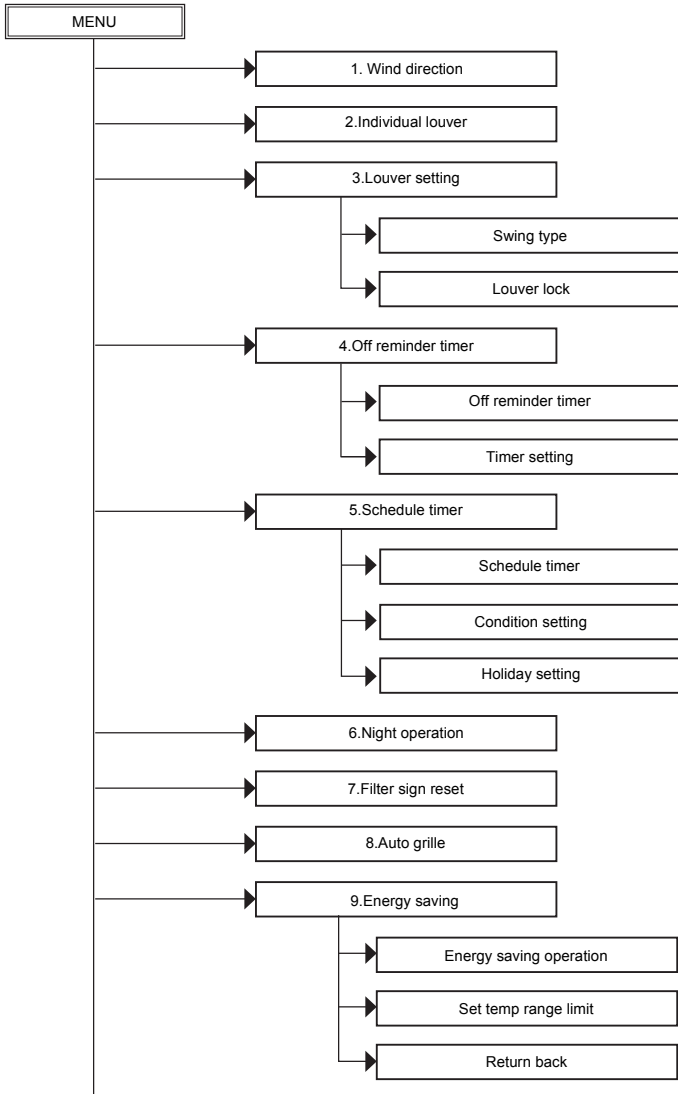 MENU
1. Wind direction
2.Individual louver
3.Louver setting
Swing type
Louver lock
4.Off reminder timer
Off reminder timer
Timer setting
5.Schedule timer
Schedule timer
Condition setting
Holiday setting
6.Night operation
7.Filter sign reset
8.Auto grille
9.Energy saving
Energy saving operation
Set temp range limit
Return back